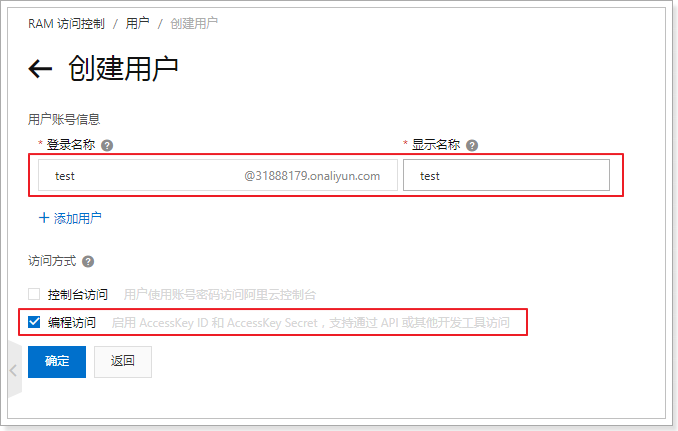 RAM 访问控制 / 用户 / 创建用户
← 创建用户
用户账号信息
* 登录名称 ? * 显示名称 ?
test @31888179.onaliyun.com test
+ 添加用户
访问方式 ?
控制台访问 用户使用账号密码访问阿里云控制台
编程访问 启用 AccessKey ID 和 AccessKey Secret，支持通过 API 或其他开发工具访问
确定 返回